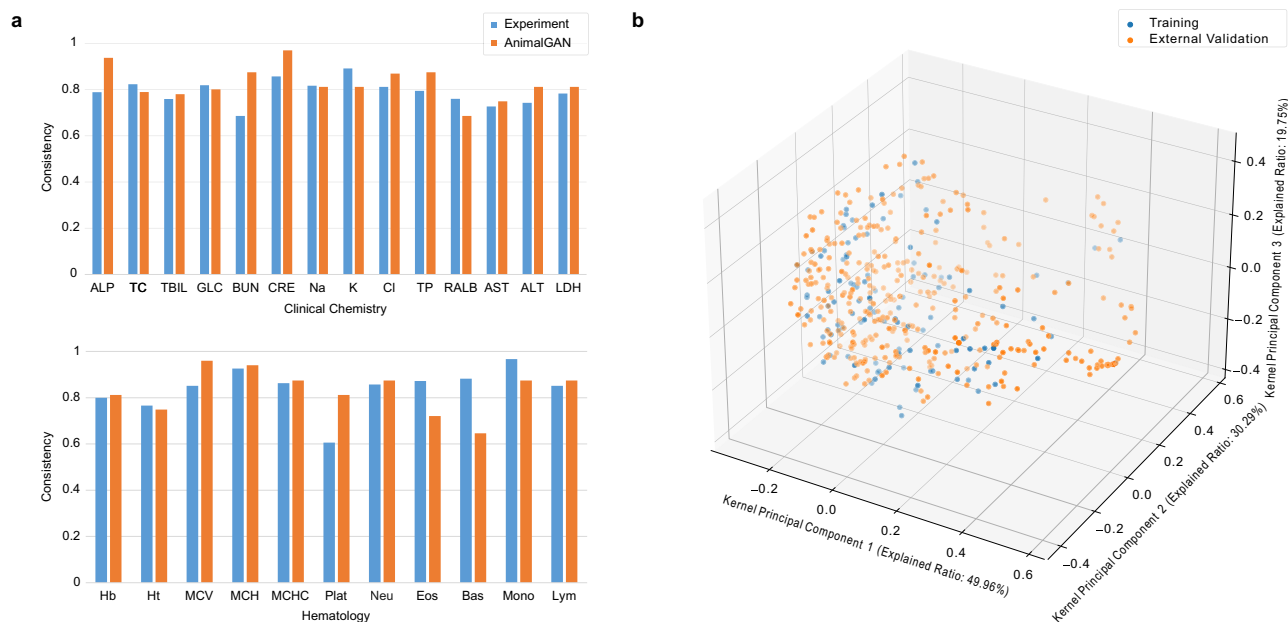 a
Experiment
AnimalGAN
1
0.8
0.6
0.4
0.2
0
Consistency
ALP TC TBIL GLC BUN CRE Na K Cl TP RALB AST ALT LDH
Clinical Chemistry
1
0.8
0.6
0.4
0.2
0
Consistency
Hb Ht MCV MCH MCHC Plat Neu Eos Bas Mono Lym
Hematology
b
Training
External Validation
−0.2 0.0 0.2 0.4 0.6
Kernel Principal Component 1 (Explained Ratio: 49.96%)
−0.4 −0.2 0.0 0.2 0.4 0.6
Kernel Principal Component 2 (Explained Ratio: 30.29%)
0.4
0.2
0.0
−0.2
−0.4
Kernel Principal Component 3 (Explained Ratio: 19.75%)